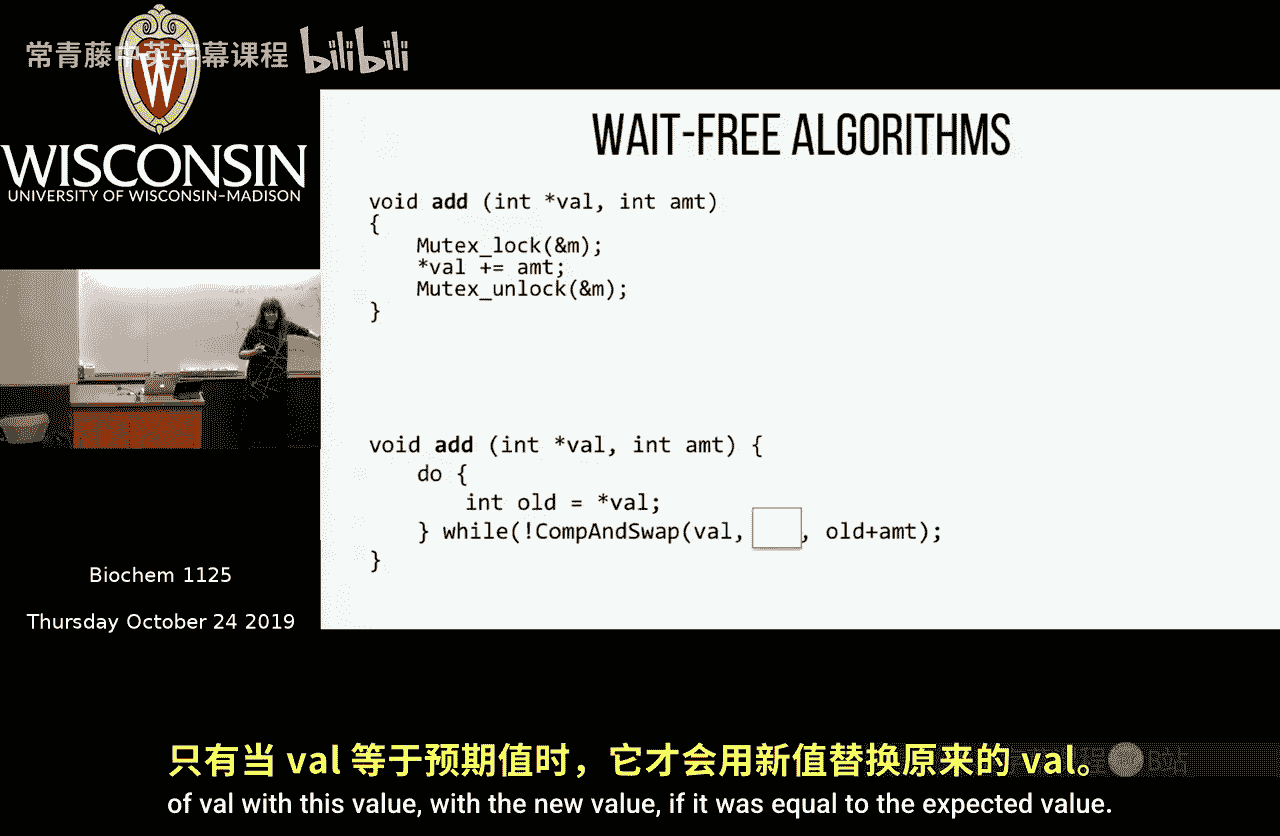 常青藤中英字幕课程 bilibili
W
WISCONSIN
UNIVERSITY OF WISCONSIN-MADISON
WAIT-FREE ALGORITHMS
void add (int *val, int amt)
{
Mutex_lock(&m);
*val += amt;
Mutex_unlock(&m);
}
void add (int *val, int amt) {
do {
int old = *val;
} while(!CompAndSwap(val, , old+amt);
}
Biochem 1125
Thursday October 24 2019
只有当 val 等于预期值时，它才会用新值替换原来的 val。
of val with this value, with the new value, if it was equal to the expected value.